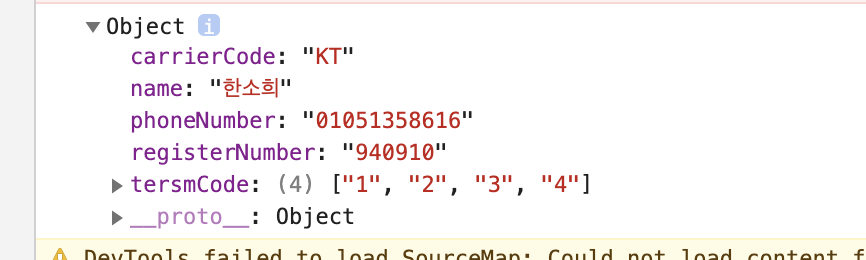 ▼Object i
carrierCode: "KT"
name: "한소희"
phoneNumber: "01051358616"
registerNumber: "940910"
▶tersmCode: (4) ["1", "2", "3", "4"]
▶__proto__: Object
DevTools failed to load SourceMap: Could not load content f